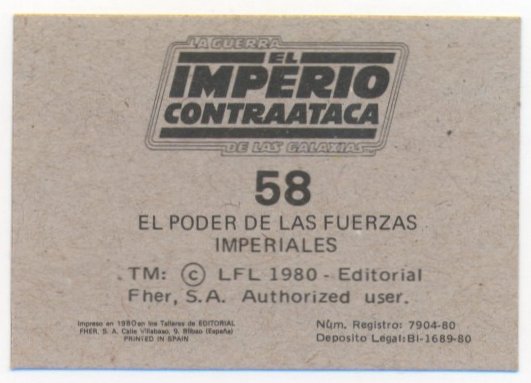 LA GUERRA
EL
IMPERIO
CONTRAATACA
DE LAS GALAXIAS
58
EL PODER DE LAS FUERZAS
IMPERIALES
TM: © LFL 1980 - Editorial
Fher, S.A. Authorized user.
Impreso en 1980 en los Talleres de EDITORIAL
FHER, S. A. Calle Villabaso, 9. Bilbao (España)
PRINTED IN SPAIN
Núm. Registro: 7904-80
Deposito Legal: BI-1689-80